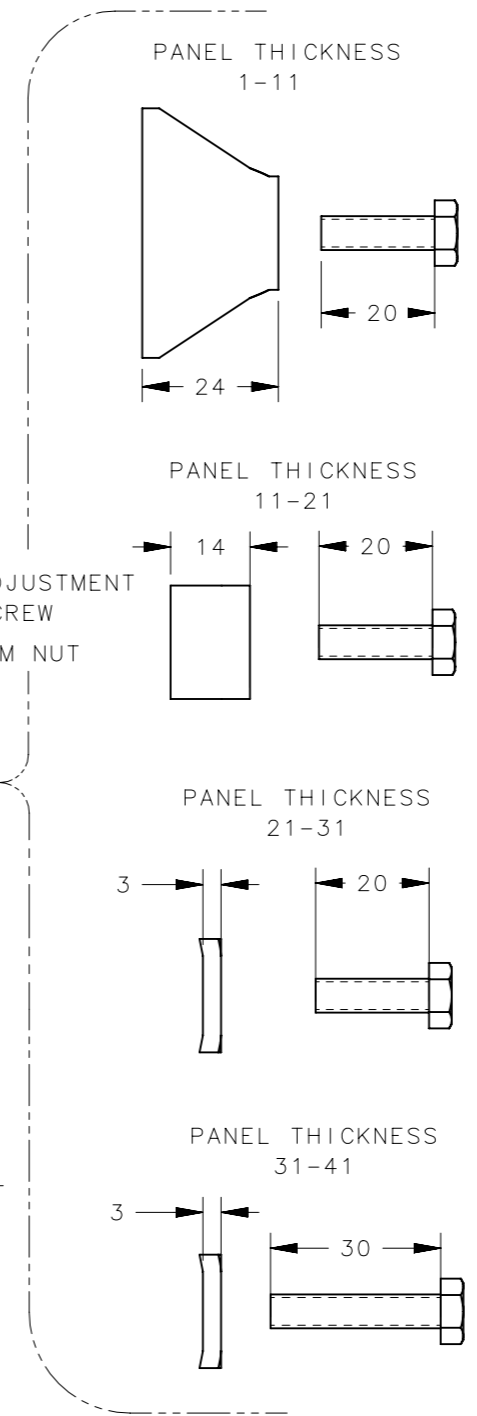 PANEL THICKNESS
1-11
20
24
PANEL THICKNESS
11-21
14
20
DJUSTMENT
CREW
M NUT
PANEL THICKNESS
21-31
3
20
PANEL THICKNESS
31-41
3
30